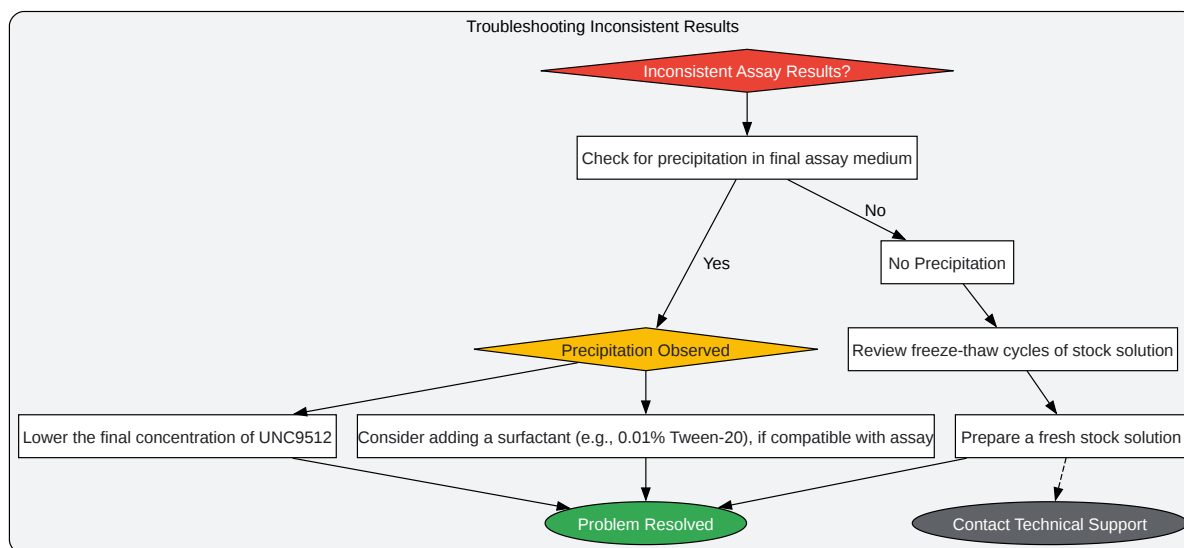 Troubleshooting Inconsistent Results
Inconsistent Assay Results?
Check for precipitation in final assay medium
No
No Precipitation
Yes
Precipitation Observed
Review freeze-thaw cycles of stock solution
Lower the final concentration of UNC9512
Consider adding a surfactant (e.g., 0.01% Tween-20), if compatible with assay
Prepare a fresh stock solution
Problem Resolved
Contact Technical Support